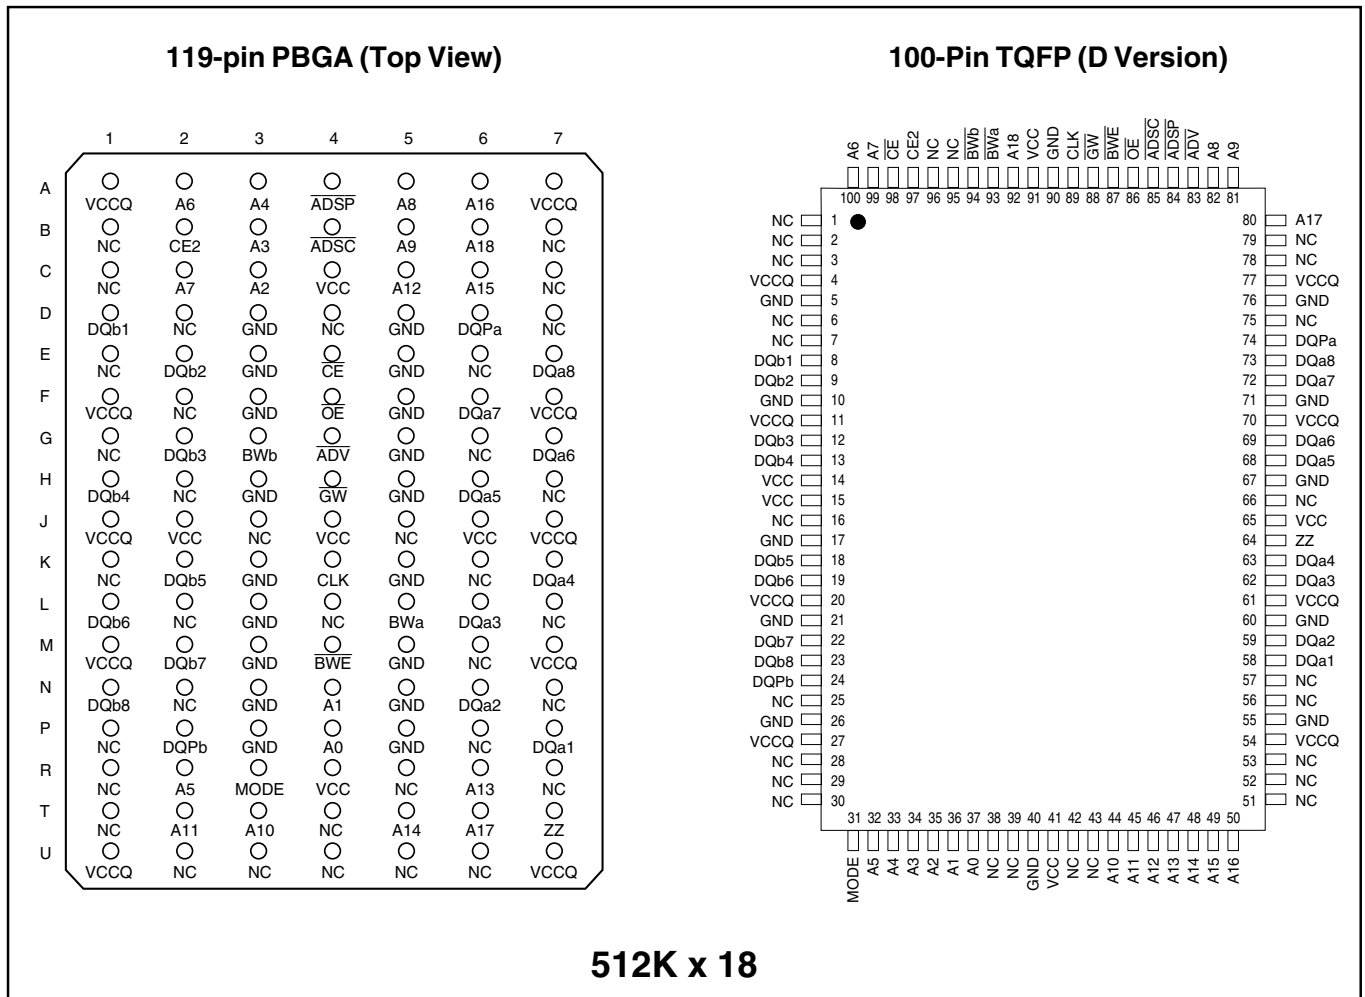 119-pin PBGA (Top View)
1 2 3 4 5 6 7
A
VCCQ A6 A4 ADSP A8 A16 VCCQ
B
NC CE2 A3 ADSC A9 A18 NC
C
NC A7 A2 VCC A12 A15 NC
D
DQb1 NC GND NC GND DQPa NC
E
NC DQb2 GND CE GND NC DQa8
F
VCCQ NC GND OE GND DQa7 VCCQ
G
NC DQb3 BWb ADV GND NC DQa6
H
DQb4 NC GND GW GND DQa5 NC
J
VCCQ VCC NC VCC NC VCC VCCQ
K
NC DQb5 GND CLK GND NC DQa4
L
DQb6 NC GND NC BWa DQa3 NC
M
VCCQ DQb7 GND BWE GND NC VCCQ
N
DQb8 NC GND A1 GND DQa2 NC
P
NC DQPb GND A0 GND NC DQa1
R
NC A5 MODE VCC NC A13 NC
T
NC A11 A10 NC A14 A17 ZZ
U
VCCQ NC NC NC NC NC VCCQ
100-Pin TQFP (D Version)
A6 A7 CE CE2 NC NC BWb BWa A18 VCC GND CLK GW BWE OE ADSC ADSP ADV A8 A9
100 99 98 97 96 95 94 93 92 91 90 89 88 87 86 85 84 83 82 81
NC 1 80 A17
NC 2 79 NC
NC 3 78 NC
VCCQ 4 77 VCCQ
GND 5 76 GND
NC 6 75 NC
NC 7 74 DQPa
DQb1 8 73 DQa8
DQb2 9 72 DQa7
GND 10 71 GND
VCCQ 11 70 VCCQ
DQb3 12 69 DQa6
DQb4 13 68 DQa5
VCC 14 67 GND
VCC 15 66 NC
NC 16 65 VCC
GND 17 64 ZZ
DQb5 18 63 DQa4
DQb6 19 62 DQa3
VCCQ 20 61 VCCQ
GND 21 60 GND
DQb7 22 59 DQa2
DQb8 23 58 DQa1
DQPb 24 57 NC
NC 25 56 NC
GND 26 55 GND
VCCQ 27 54 VCCQ
NC 28 53 NC
NC 29 52 NC
NC 30 51 NC
31 32 33 34 35 36 37 38 39 40 41 42 43 44 45 46 47 48 49 50
MODE A5 A4 A3 A2 A1 A0 NC NC GND VCC NC NC A10 A11 A12 A13 A14 A15 A16
512K x 18